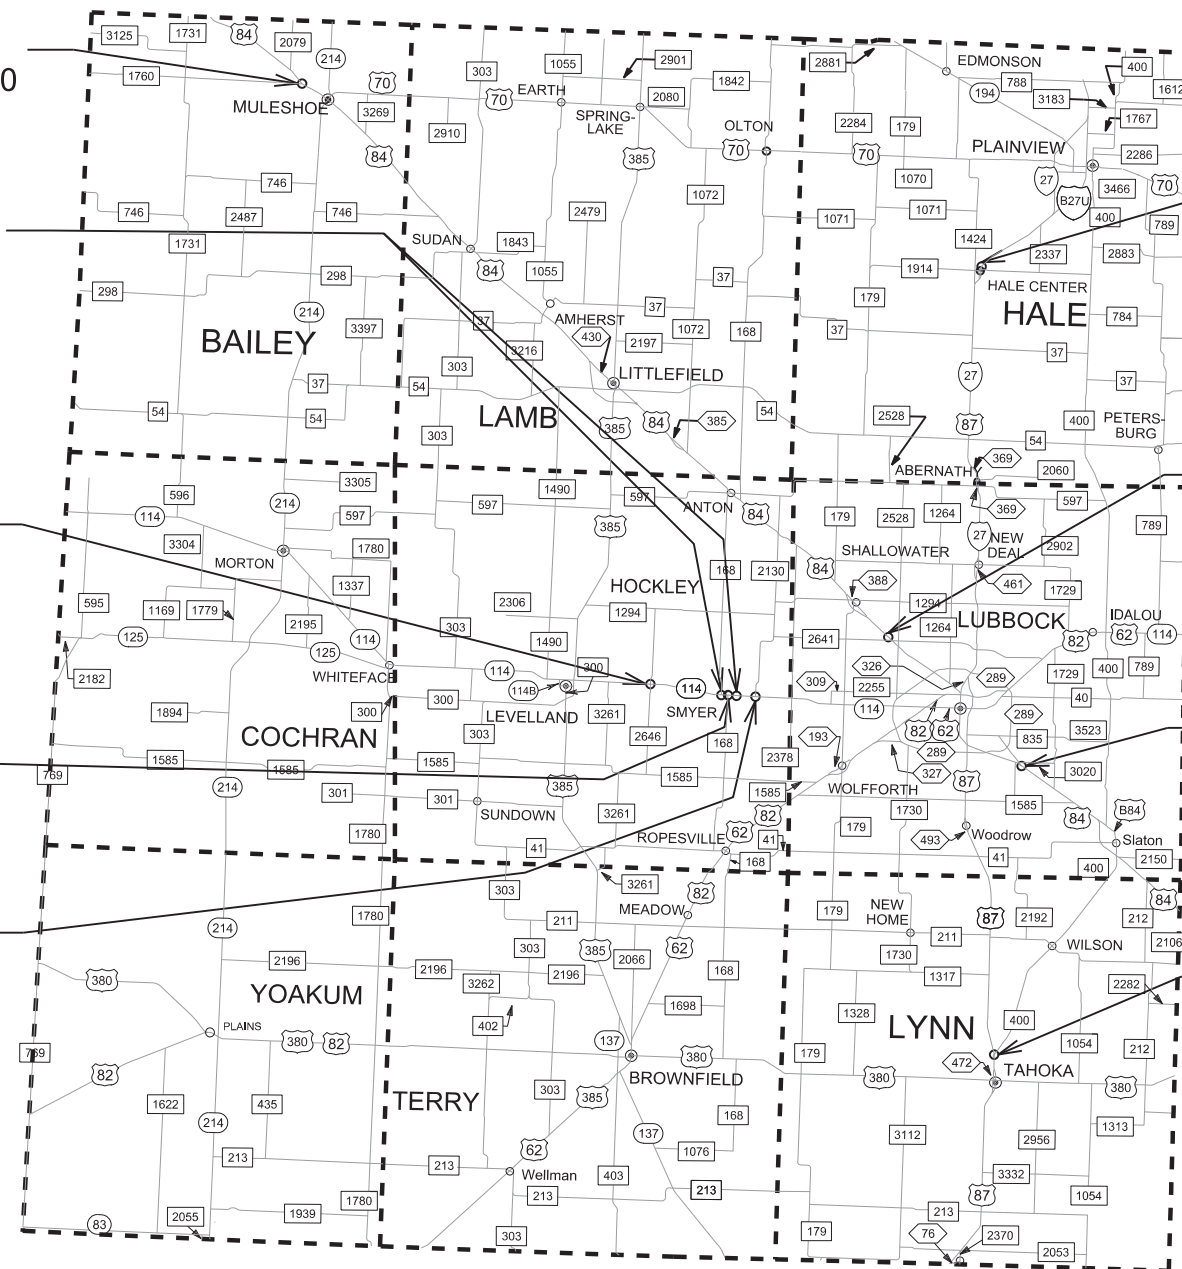 3125 1731 84 2079 214 303 1055 2901 2881 EDMONSON 400
0 1760 70 1842 788 1612
MULESHOE 3269 2910 70 EARTH 2080 194 3183 1767
SPRING-
LAKE
OLTON 2284 179 PLAINVIEW
84 385 70 70 2286
746 1072 1070 27 3466 70
746 2487 746 2479 1071 1071 B27U 400 789
1731 SUDAN 1843 1424 2337 2883
298 298 84 1055 37 1914
HALE CENTER
214 3397 37 AMHERST 37 179 HALE 784
BAILEY 3216 430 2197 1072 168 37
303 37 37
37 54 LITTLEFIELD 27 37
54 54 LAMB 385 84 385 54 2528 87 400 PETERS-
BURG
303 54
ABERNATHY 369 2060
596 3305 1490 597 ANTON 597
214 597 597 385 84 179 2528 1264 369 789
114 27 NEW
DEAL
3304 1780 SHALLOWATER 2902
MORTON 168 2130 84 388 461
1337 HOCKLEY 1729
595 1169 1779 2306 1294 1294 IDALOU
2195 303 1490 2641 1264 LUBBOCK 82 62 114
125 125 114
2182 WHITEFACE 114 300 326 289 1729 400 789
114B 114 309 2255 40
1894 300 300 LEVELLAND 3261 SMYER 114 289
COCHRAN 303 2646 168 193 82 62 835 3523
1585 1585 1585 1585 2378 289
769 327 3020
214 301 301 385 1585 WOLFFORTH 87 1585
SUNDOWN 3261 82 1730 84 B84
1780 ROPESVILLE 62 41 179 493 Woodrow Slaton
41 168 41 2150
303 3261 82 400
1780 MEADOW 179 NEW
HOME
87 2192 212 84
214 211 62 211 WILSON 2106
303 385 2066 1730
2196 2196 2196 168 1317
380 3262 2282
YOAKUM 1698 1328 LYNN
402 400
PLAINS 380 82 137 1054 212
769 380 179 472 TAHOKA
82 BROWNFIELD 380 380
TERRY 303 385
1622 435 168
214 137 3112 1313
62 2956
213 213 1076
Wellman 403 3332
213 213 87 1054
2055 1939 1780 213
83 303 179 76 2370
2053